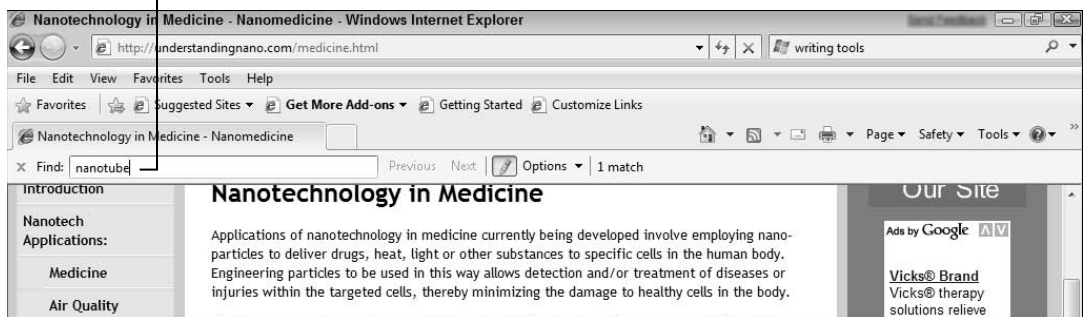 Nanotechnology in Medicine - Nanomedicine - Windows Internet Explorer
http://understandingnano.com/medicine.html
writing tools
File Edit View Favorites Tools Help
Favorites Suggested Sites Get More Add-ons Getting Started Customize Links
Nanotechnology in Medicine - Nanomedicine
Page Safety Tools
X Find: nanotube Previous Next Options 1 match
Introduction
Nanotech
Applications:
Medicine
Air Quality
Nanotechnology in Medicine
Applications of nanotechnology in medicine currently being developed involve employing nano-
particles to deliver drugs, heat, light or other substances to specific cells in the human body.
Engineering particles to be used in this way allows detection and/or treatment of diseases or
injuries within the targeted cells, thereby minimizing the damage to healthy cells in the body.
Our Site
Ads by Google
Vicks® Brand
Vicks® therapy
solutions relieve